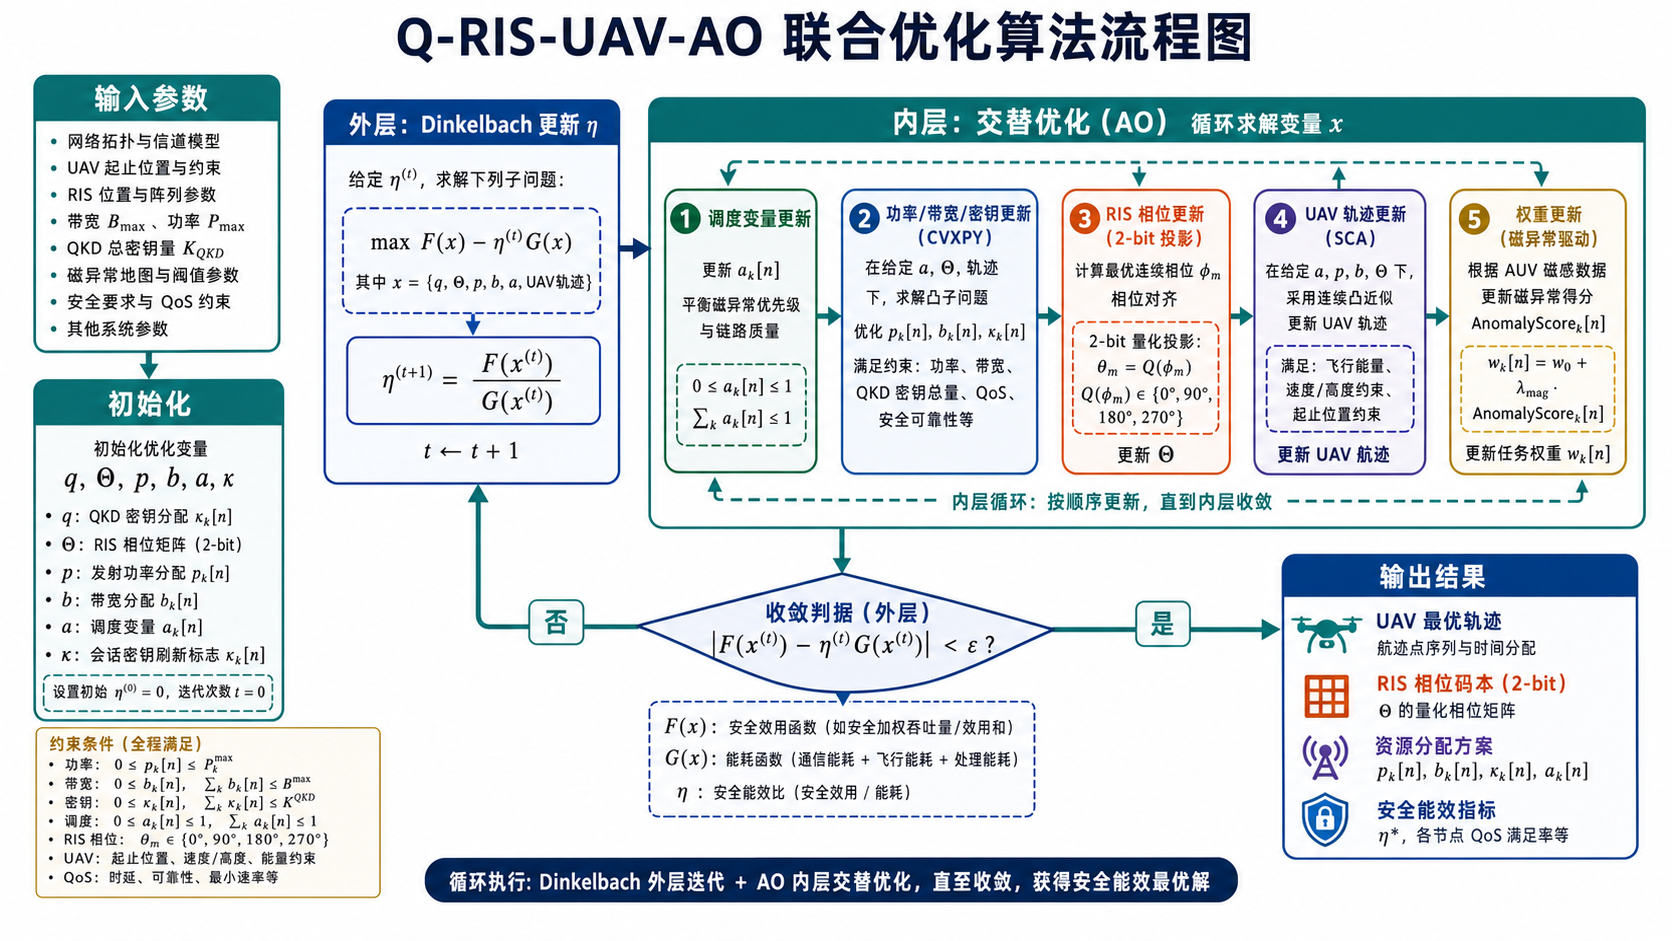 Q-RIS-UAV-AO 联合优化算法流程图
输入参数
• 网络拓扑与信道模型
• UAV 起止位置与约束
• RIS 位置与阵列参数
• 带宽 B_max 、功率 P_max
• QKD 总密钥量 K_QKD
• 磁异常地图与阈值参数
• 安全要求与 QoS 约束
• 其他系统参数
初始化
初始化优化变量
q, Θ, p, b, a, κ
• q：QKD 密钥分配 κ_k[n]
• Θ：RIS 相位矩阵（2-bit）
• p：发射功率分配 p_k[n]
• b：带宽分配 b_k[n]
• a：调度变量 a_k[n]
• κ：会话密钥刷新标志 κ_k[n]
设置初始 η^(0) = 0，迭代次数 t = 0
约束条件（全程满足）
• 功率： 0 ≤ p_k[n] ≤ P_k^max
• 带宽： 0 ≤ b_k[n], ∑_k b_k[n] ≤ B^max
• 密钥： 0 ≤ κ_k[n], ∑_k κ_k[n] ≤ K^QKD
• 调度： 0 ≤ a_k[n] ≤ 1, ∑_k a_k[n] ≤ 1
• RIS 相位： θ_m ∈ {0°, 90°, 180°, 270°}
• UAV：起止位置、速度/高度、能量约束
• QoS：时延、可靠性、最小速率等
外层：Dinkelbach 更新 η
给定 η^(t)，求解下列子问题：
max F(x) − η^(t) G(x)
其中 x = {q, Θ, p, b, a, UAV轨迹}
η^(t+1) = F(x^(t)) / G(x^(t))
t ← t + 1
内层：交替优化（AO） 循环求解变量 x
1 调度变量更新
更新 a_k[n]
平衡磁异常优先级
与链路质量
0 ≤ a_k[n] ≤ 1
∑_k a_k[n] ≤ 1
2 功率/带宽/密钥更新
（CVXPY）
在给定 a, Θ, 轨迹
下，求解凸子问题
优化 p_k[n], b_k[n], κ_k[n]
满足约束：功率、带宽、
QKD 密钥总量、QoS、
安全可靠性等
3 RIS 相位更新
（2-bit 投影）
计算最优连续相位 ϕ_m
相位对齐
2-bit 量化投影：
θ_m = Q(ϕ_m)
Q(ϕ_m) ∈ {0°, 90°,
180°, 270°}
更新 Θ
4 UAV 轨迹更新
（SCA）
在给定 a, p, b, Θ 下，
采用连续凸近似
更新 UAV 轨迹
满足：飞行能量、
速度/高度约束、
起止位置约束
更新 UAV 航迹
5 权重更新
（磁异常驱动）
根据 AUV 磁感数据
更新磁异常得分
AnomalyScore_k[n]
w_k[n] = w_0 +
λ_mag ·
AnomalyScore_k[n]
更新任务权重 w_k[n]
内层循环：按顺序更新，直到内层收敛
收敛判据（外层）
|F(x^(t)) − η^(t) G(x^(t))| < ε ?
否
是
F(x)：安全效用函数（如安全加权吞吐量/效用和）
G(x)：能耗函数（通信能耗 + 飞行能耗 + 处理能耗）
η ：安全能效比（安全效用 / 能耗）
输出结果
UAV 最优轨迹
航迹点序列与时间分配
RIS 相位码本（2-bit）
Θ 的量化相位矩阵
资源分配方案
p_k[n], b_k[n], κ_k[n], a_k[n]
安全能效指标
η*，各节点 QoS 满足率等
循环执行: Dinkelbach 外层迭代 + AO 内层交替优化，直至收敛，获得安全能效最优解